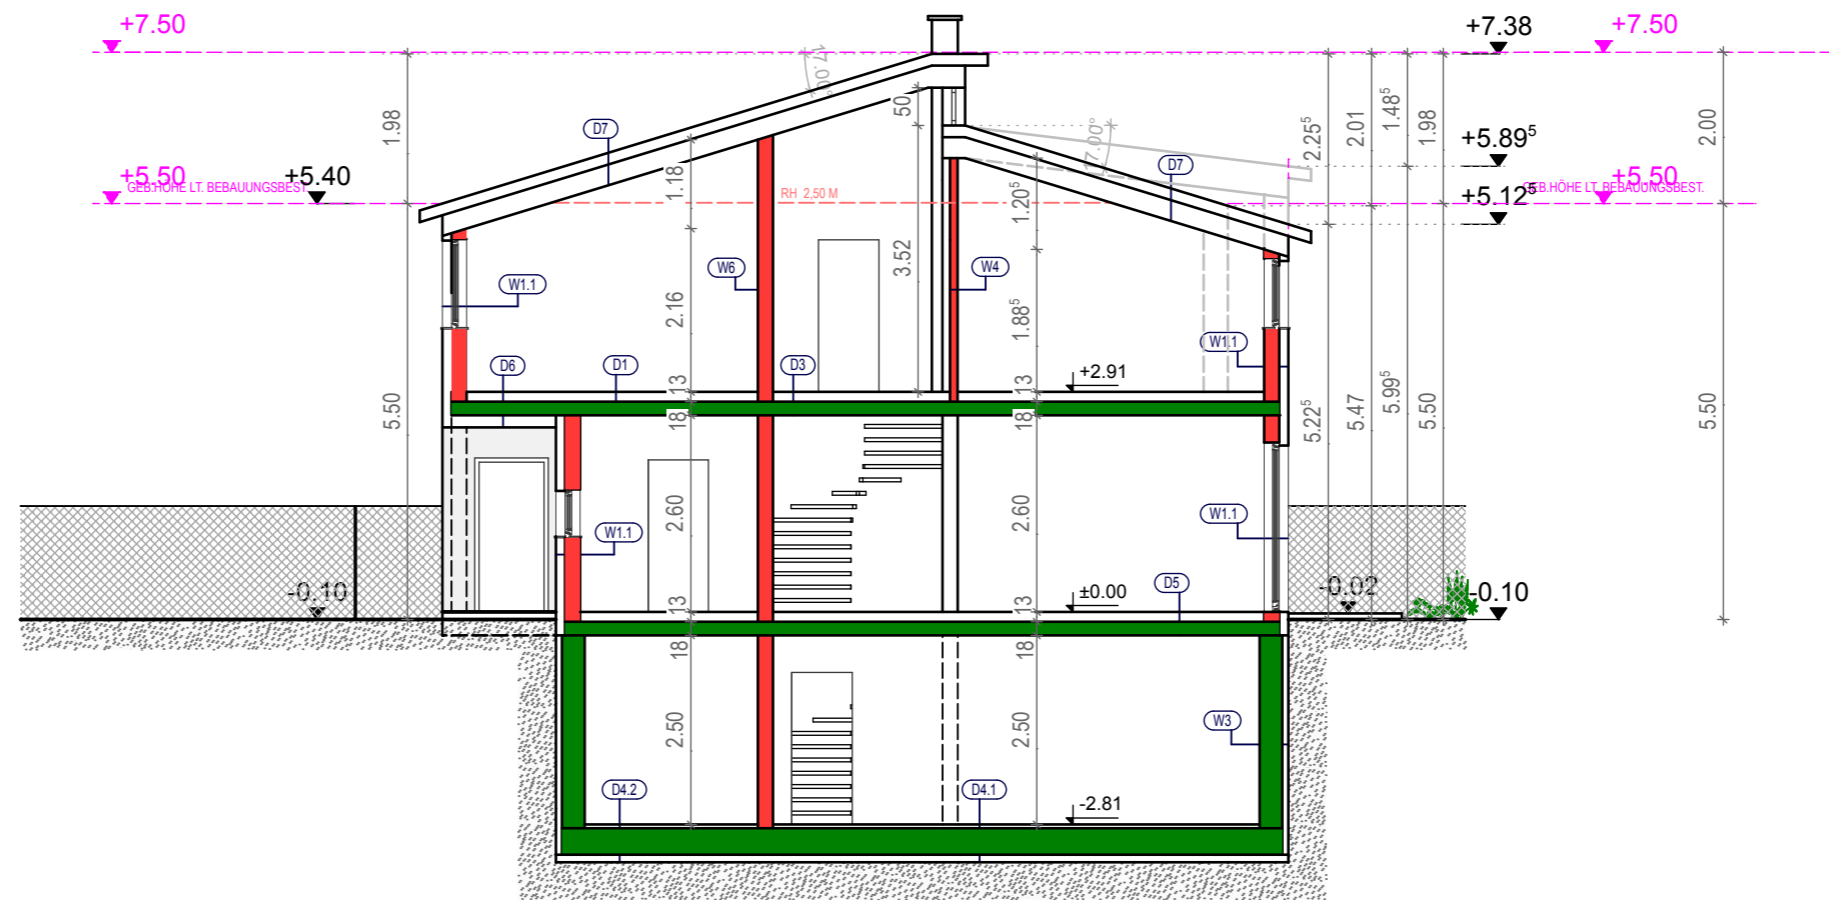 +7.50
+7.38
+7.50
17.00°
1.98
50
17.00°
2.25⁵
2.01
1.48⁵
1.98
2.00
D7
D7
+5.89⁵
+5.50
GEB.HÖHE LT. BEBAUUNGSBEST.
+5.40
1.18
RH 2,50 M
1.20⁵
+5.50
GEB.HÖHE LT. BEBAUUNGSBEST.
+5.12⁵
W1.1
W6
3.52
W4
2.16
1.88⁵
W1.1
D6
D1
D3
13
13
+2.91
5.50
18
18
5.22⁵
5.47
5.99⁵
5.50
5.50
2.60
2.60
W1.1
W1.1
-0.10
13
13
±0.00
D5
-0.02
-0.10
18
18
2.50
2.50
W3
D4.2
D4.1
-2.81